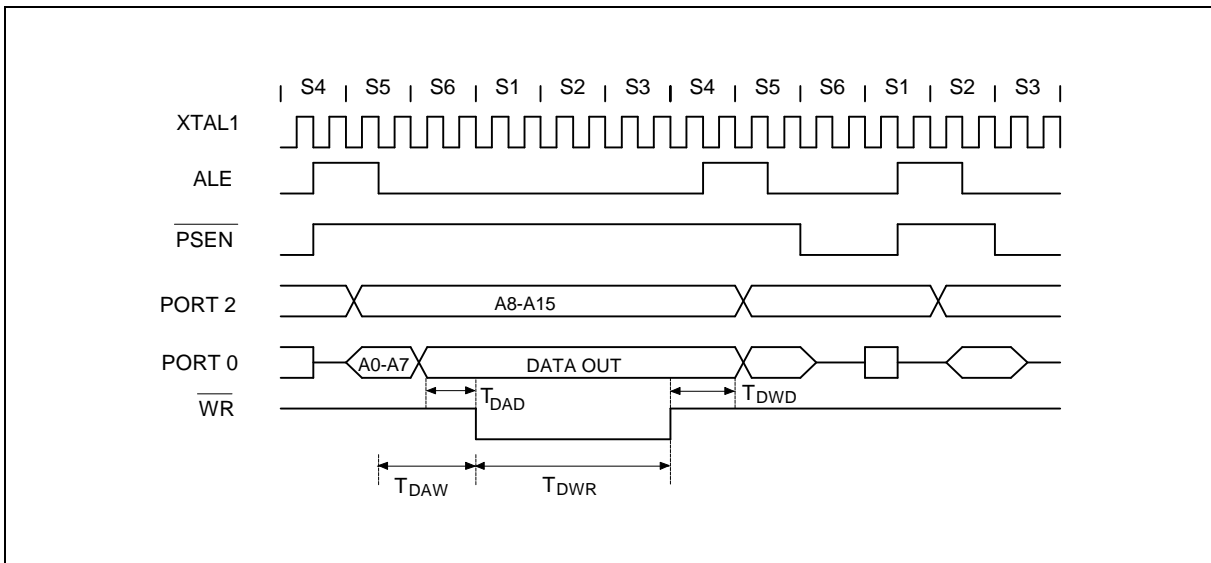 S4 S5 S6 S1 S2 S3 S4 S5 S6 S1 S2 S3
XTAL1
ALE
PSEN
PORT 2 A8-A15
PORT 0 A0-A7 DATA OUT
TDAD TDWD
WR
TDAW TDWR